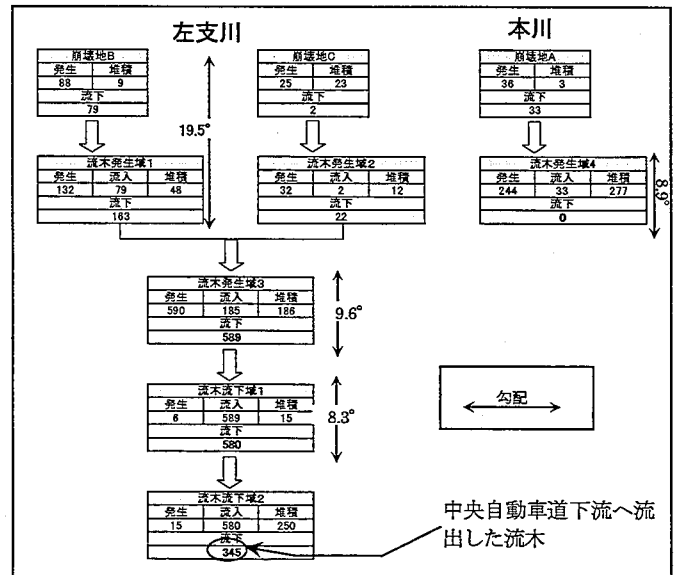 左支川
本川
崩壊地B
発生 堆積
88 9
流下
79
崩壊地C
発生 堆積
25 23
流下
2
崩壊地A
発生 堆積
36 3
流下
33
19.5°
流木発生域1
発生 流入 堆積
132 79 48
流下
163
流木発生域2
発生 流入 堆積
32 2 12
流下
22
流木発生域4
発生 流入 堆積
244 33 277
流下
0
8.9°
流木発生域3
発生 流入 堆積
590 185 186
流下
589
9.6°
流木流下域1
発生 流入 堆積
6 589 15
流下
580
8.3°
勾配
流木流下域2
発生 流入 堆積
15 580 250
流下
345
中央自動車道下流へ流
出した流木